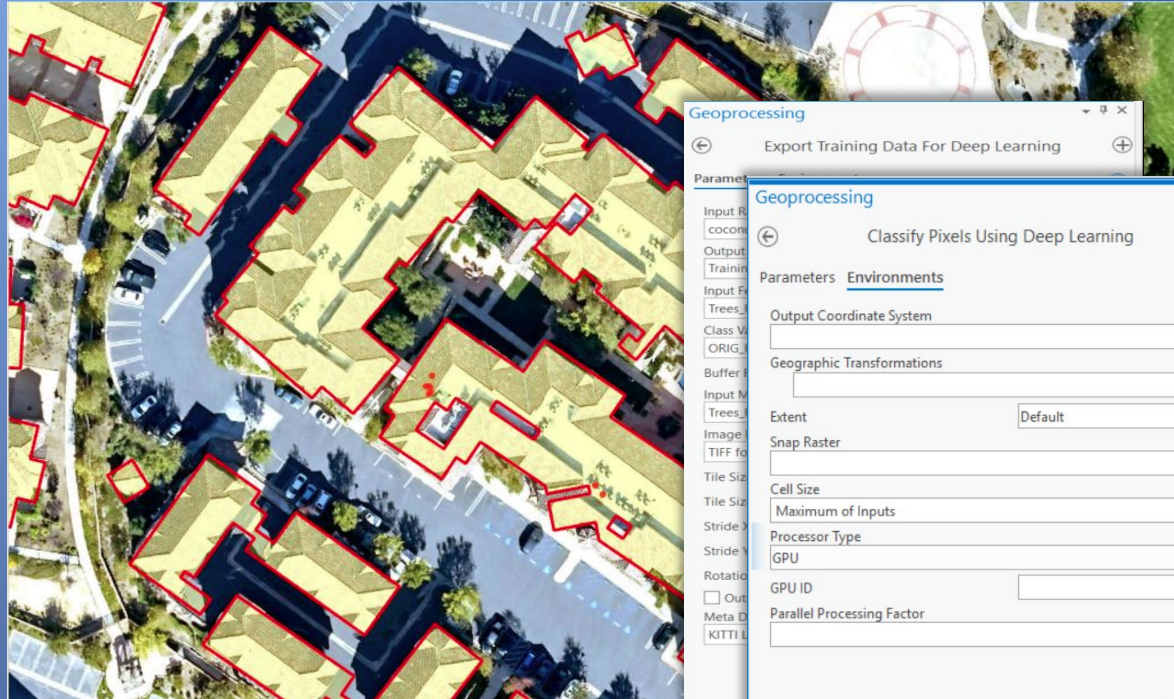 Geoprocessing
Export Training Data For Deep Learning
Paramet
Input R
cocon
Output
Trainin
Input Fe
Trees_
Class Va
ORIG_
Buffer
Input M
Trees_
Image
TIFF fo
Tile Siz
Tile Siz
Stride
Stride
Rotatio
Out
Meta D
KITTI L
Geoprocessing
Classify Pixels Using Deep Learning
Parameters Environments
Output Coordinate System
Geographic Transformations
Extent Default
Snap Raster
Cell Size
Maximum of Inputs
Processor Type
GPU
GPU ID
Parallel Processing Factor